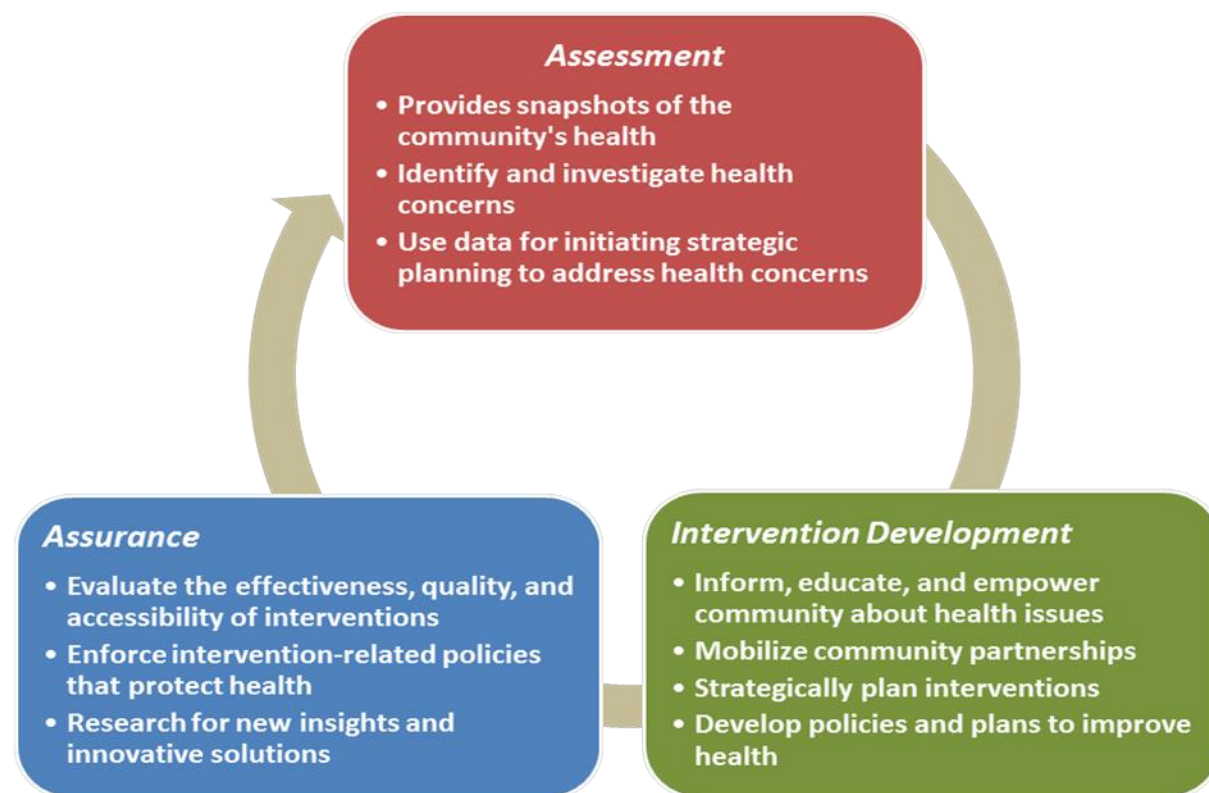 Assessment
• Provides snapshots of the
community's health
• Identify and investigate health
concerns
• Use data for initiating strategic
planning to address health concerns
Assurance
• Evaluate the effectiveness, quality, and
accessibility of interventions
• Enforce intervention-related policies
that protect health
• Research for new insights and
innovative solutions
Intervention Development
• Inform, educate, and empower
community about health issues
• Mobilize community partnerships
• Strategically plan interventions
• Develop policies and plans to improve
health